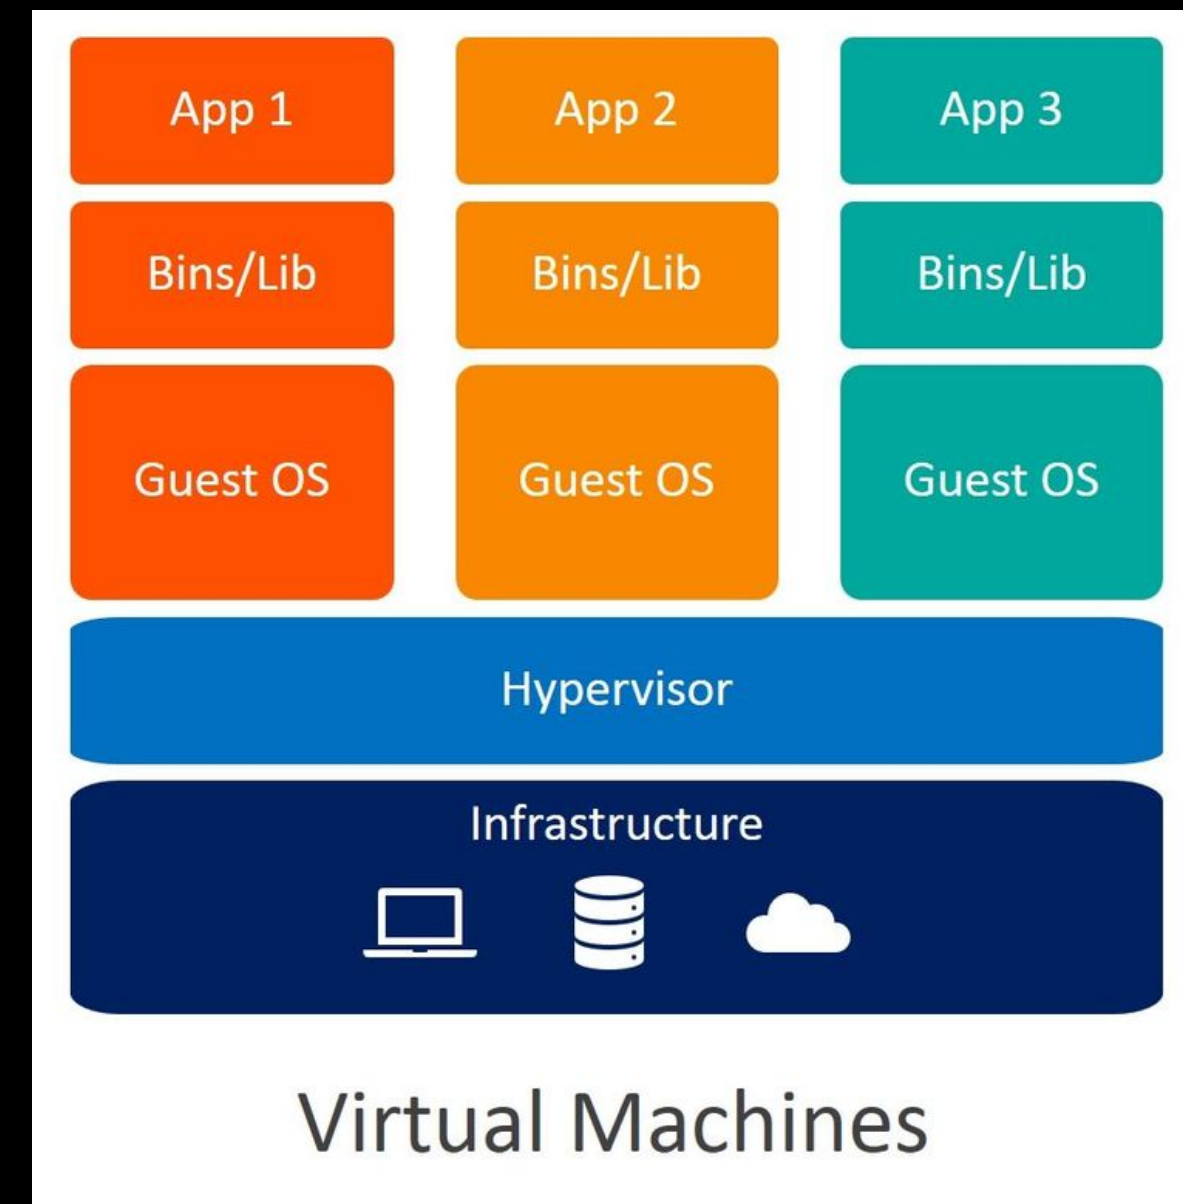 App 1 App 2 App 3
Bins/Lib Bins/Lib Bins/Lib
Guest OS Guest OS Guest OS
Hypervisor
Infrastructure
Virtual Machines